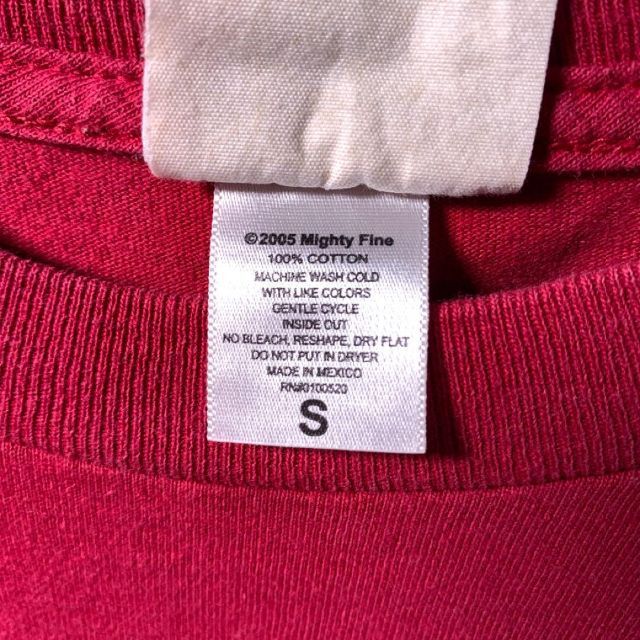 ©2005 Mighty Fine
100% COTTON
MACHINE WASH COLD
WITH LIKE COLORS
GENTLE CYCLE
INSIDE OUT
NO BLEACH, RESHAPE, DRY FLAT
DO NOT PUT IN DRYER
MADE IN MEXICO
RN#0100520
S